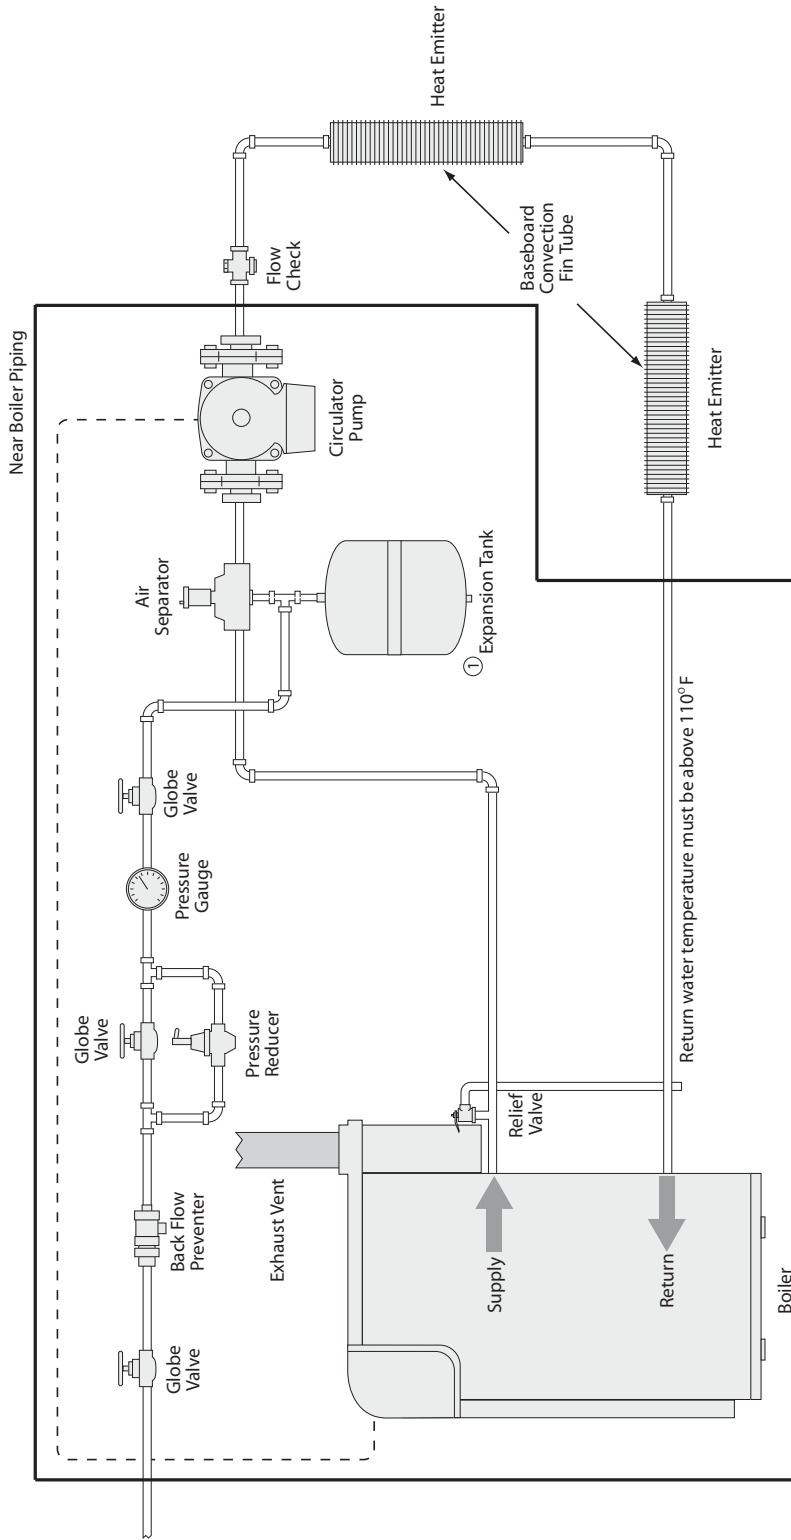 Near Boiler Piping
Globe
Valve
Back Flow
Preventer
Globe
Valve
Pressure
Reducer
Pressure
Gauge
Globe
Valve
Air
Separator
① Expansion Tank
Circulator
Pump
Flow
Check
Heat Emitter
Baseboard
Convection
Fin Tube
Heat Emitter
Exhaust Vent
Relief
Valve
Supply
Return
Return water temperature must be above 110° F
Boiler